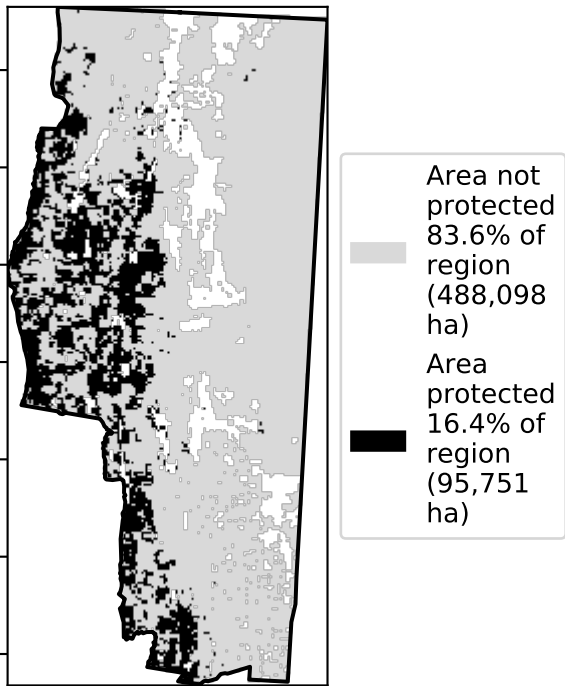 Area not
protected
83.6% of
region
(488,098
ha)
Area
protected
16.4% of
region
(95,751
ha)